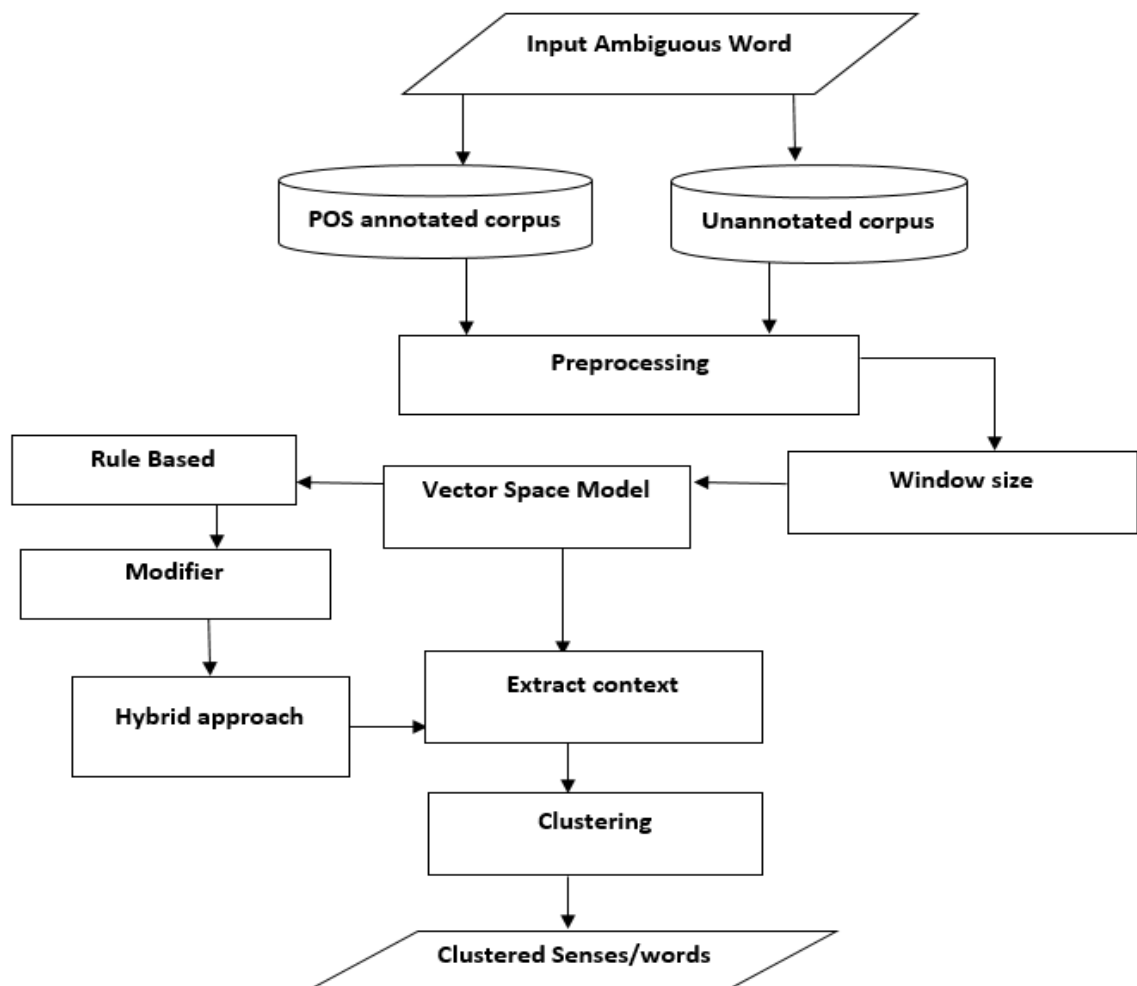 Input Ambiguous Word
POS annotated corpus
Unannotated corpus
Preprocessing
Rule Based
Vector Space Model
Window size
Modifier
Extract context
Hybrid approach
Clustering
Clustered Senses/words